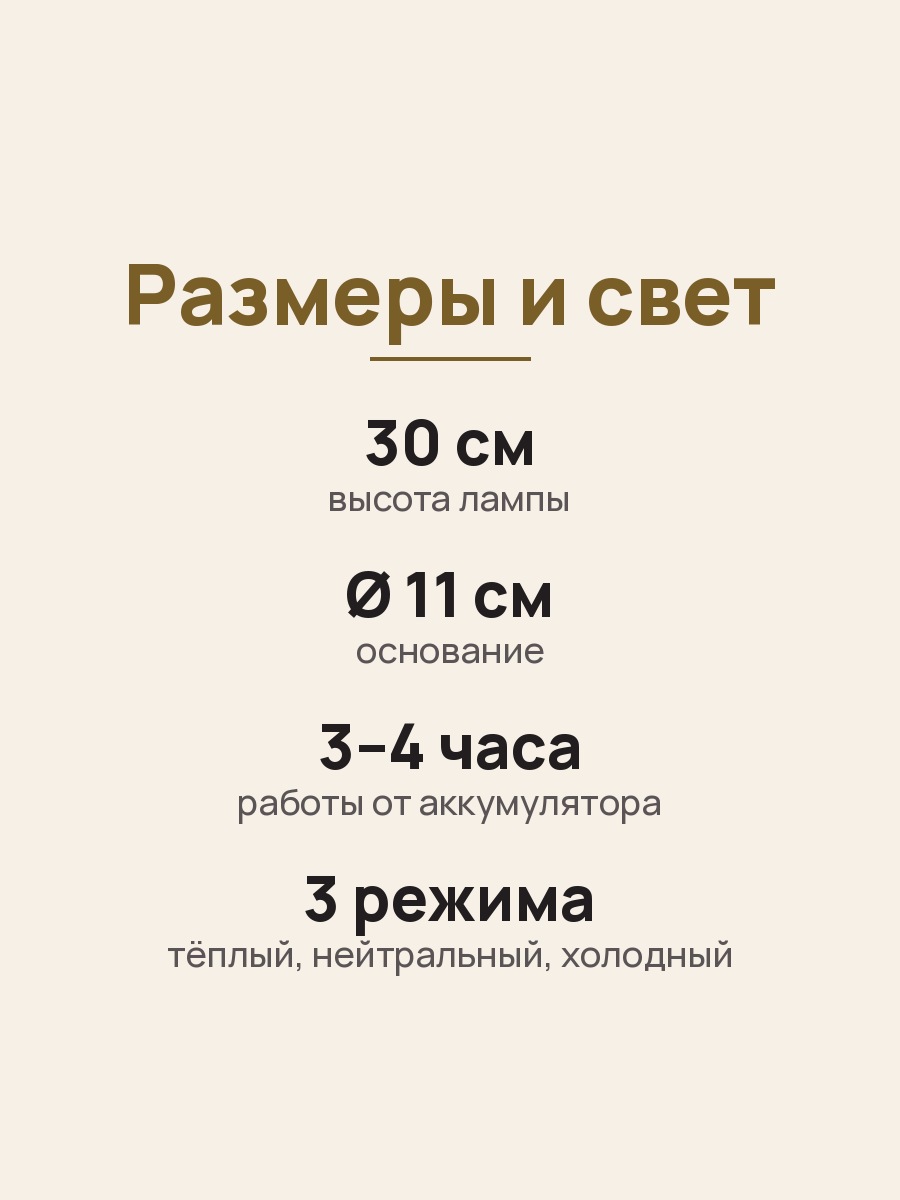 Размеры и свет
30 см
высота лампы
Ø 11 см
основание
3–4 часа
работы от аккумулятора
3 режима
тёплый, нейтральный, холодный